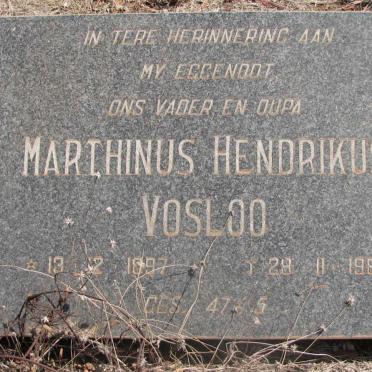 IN TERE HERINNERING AAN
MY EGGENOOT
ONS VADER EN OUPA
MARTHINUS HENDRIKUS
VOSLOO
* 13 12 1897 † 28 11 198
GES 47 : 5